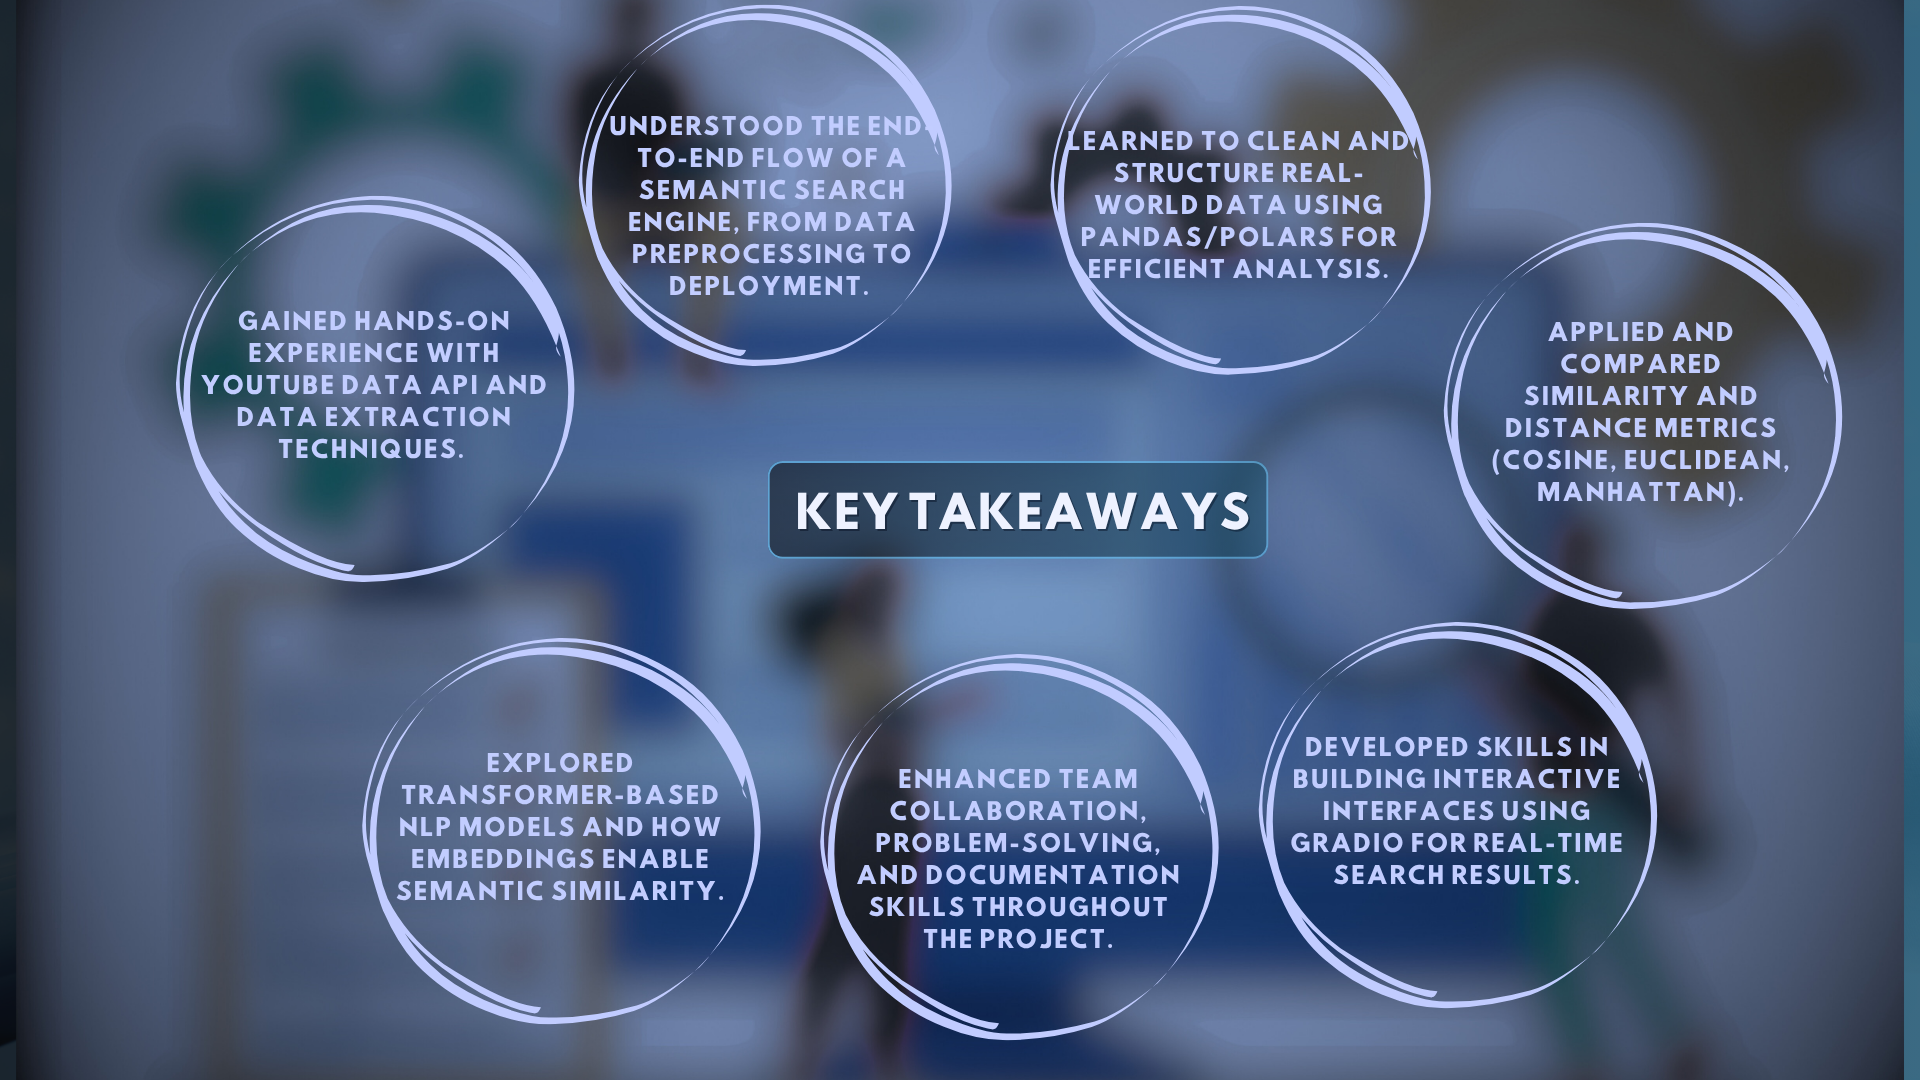 UNDERSTOOD THE END-
TO-END FLOW OF A
SEMANTIC SEARCH
ENGINE, FROM DATA
PREPROCESSING TO
DEPLOYMENT.
LEARNED TO CLEAN AND
STRUCTURE REAL-
WORLD DATA USING
PANDAS/POLARS FOR
EFFICIENT ANALYSIS.
GAINED HANDS-ON
EXPERIENCE WITH
YOUTUBE DATA API AND
DATA EXTRACTION
TECHNIQUES.
APPLIED AND
COMPARED
SIMILARITY AND
DISTANCE METRICS
(COSINE, EUCLIDEAN,
MANHATTAN).
KEY TAKEAWAYS
EXPLORED
TRANSFORMER-BASED
NLP MODELS AND HOW
EMBEDDINGS ENABLE
SEMANTIC SIMILARITY.
ENHANCED TEAM
COLLABORATION,
PROBLEM-SOLVING,
AND DOCUMENTATION
SKILLS THROUGHOUT
THE PROJECT.
DEVELOPED SKILLS IN
BUILDING INTERACTIVE
INTERFACES USING
GRADIO FOR REAL-TIME
SEARCH RESULTS.